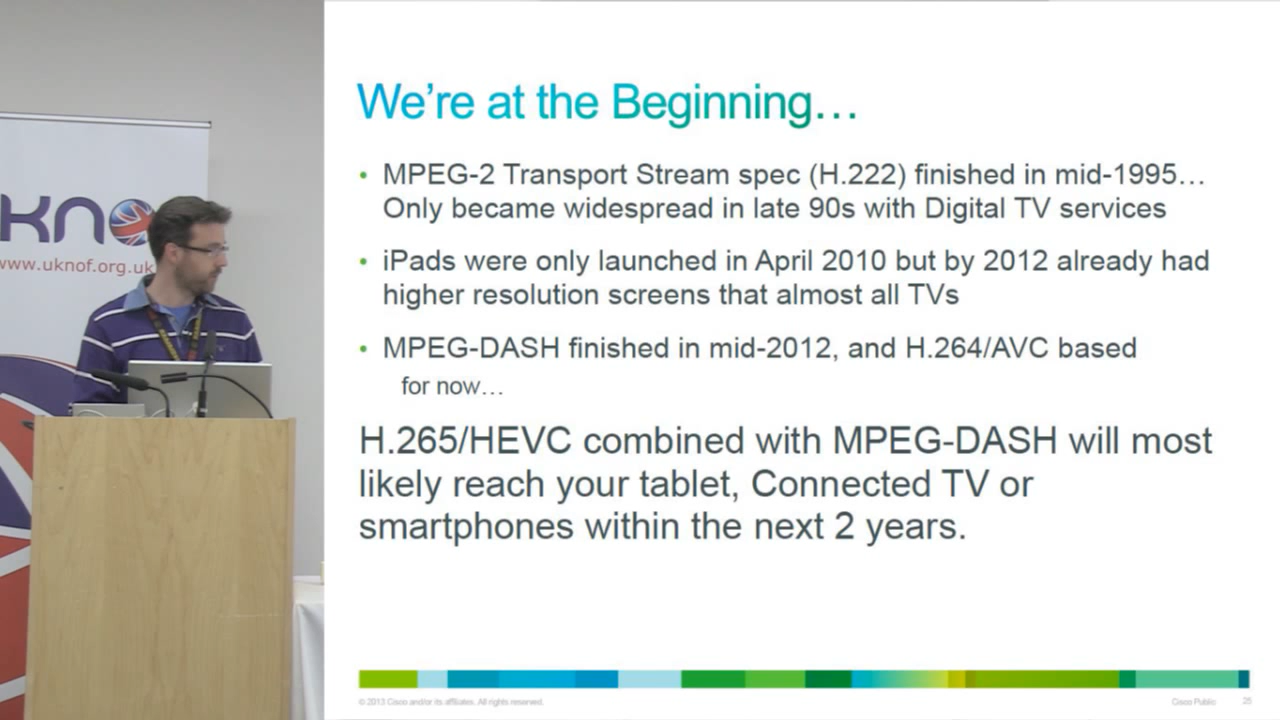 KNO
www.uknof.org.uk
We're at the Beginning…
• MPEG-2 Transport Stream spec (H.222) finished in mid-1995…
Only became widespread in late 90s with Digital TV services
• iPads were only launched in April 2010 but by 2012 already had
higher resolution screens that almost all TVs
• MPEG-DASH finished in mid-2012, and H.264/AVC based
for now…
H.265/HEVC combined with MPEG-DASH will most
likely reach your tablet, Connected TV or
smartphones within the next 2 years.
© 2013 Cisco and/or its affiliates. All rights reserved.
Cisco Public